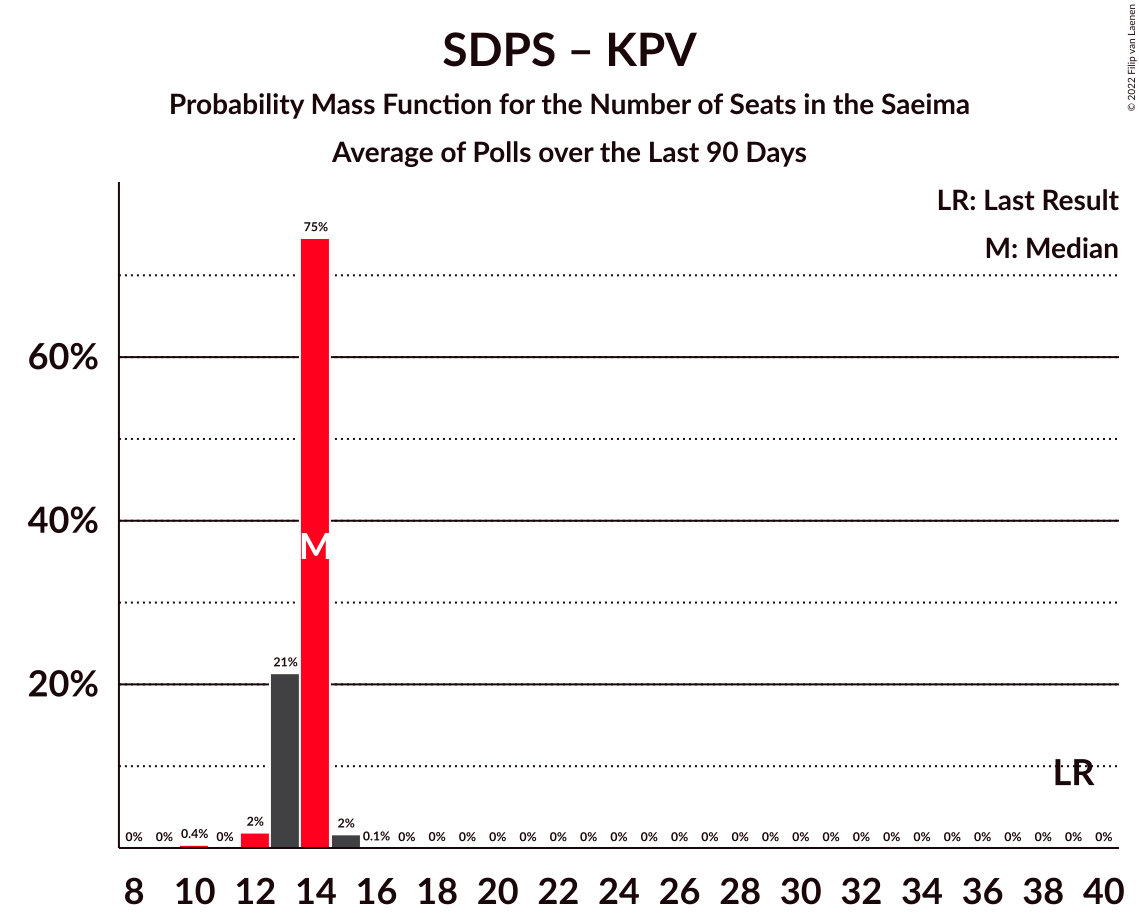 SDPS – KPV
Probability Mass Function for the Number of Seats in the Saeima
Average of Polls over the Last 90 Days
© 2022 Filip van Laenen
LR: Last Result
M: Median
75%
60%
40%
M
21%
20%
LR
0% 0% 0.4% 0% 2% 2% 0.1% 0% 0% 0% 0% 0% 0% 0% 0% 0% 0% 0% 0% 0% 0% 0% 0% 0% 0% 0% 0% 0% 0% 0% 0%
8 10 12 14 16 18 20 22 24 26 28 30 32 34 36 38 40